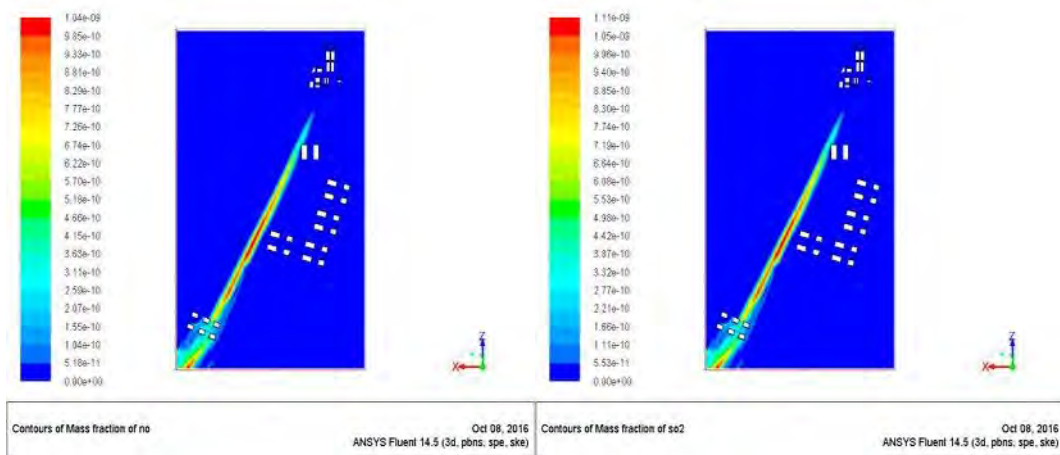 1.04e-09
9.85e-10
9.33e-10
8.81e-10
8.29e-10
7.77e-10
7.26e-10
6.74e-10
6.22e-10
5.70e-10
5.18e-10
4.66e-10
4.15e-10
3.63e-10
3.11e-10
2.59e-10
2.07e-10
1.55e-10
1.04e-10
5.18e-11
0.00e+00
Z
X
Contours of Mass fraction of no
Oct 08, 2016
ANSYS Fluent 14.5 (3d, pbns, spe, ske)
1.11e-09
1.05e-09
9.96e-10
9.40e-10
8.85e-10
8.30e-10
7.74e-10
7.19e-10
6.64e-10
6.08e-10
5.53e-10
4.98e-10
4.42e-10
3.87e-10
3.32e-10
2.77e-10
2.21e-10
1.66e-10
1.11e-10
5.53e-11
0.00e+00
Z
X
Contours of Mass fraction of so2
Oct 08, 2016
ANSYS Fluent 14.5 (3d, pbns, spe, ske)